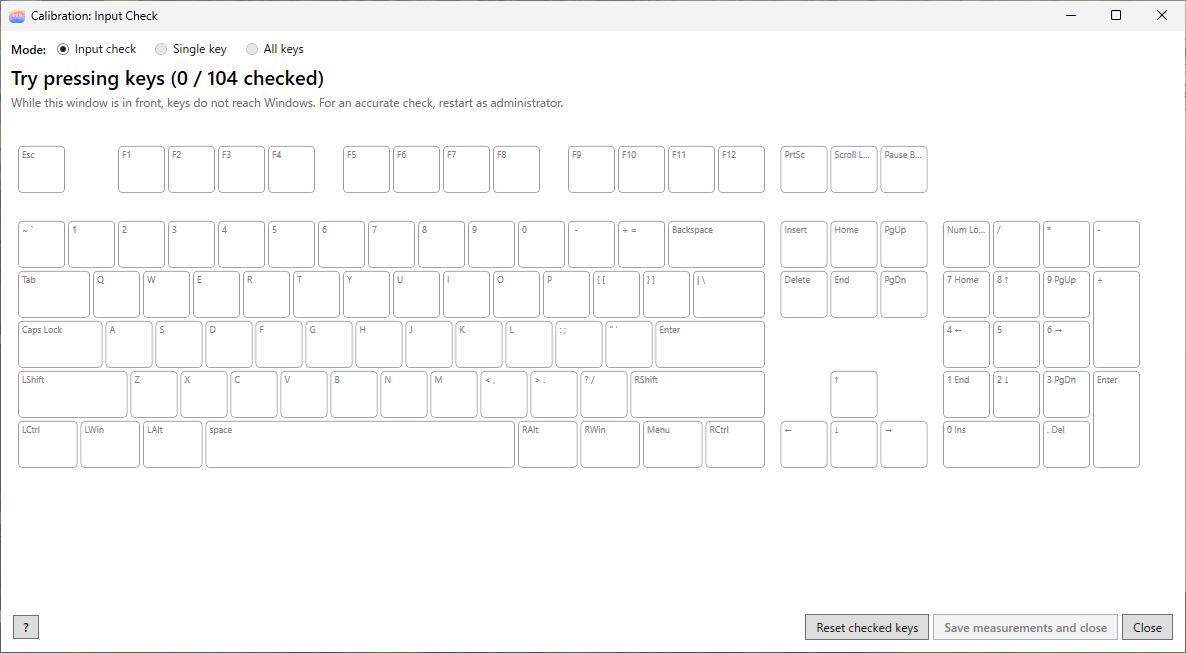 Calibration: Input Check
Mode: Input check Single key All keys
Try pressing keys (0 / 104 checked)
While this window is in front, keys do not reach Windows. For an accurate check, restart as administrator.
Esc F1 F2 F3 F4 F5 F6 F7 F8 F9 F10 F11 F12 PrtSc Scroll L... Pause B...
~ ` 1 2 3 4 5 6 7 8 9 0 - + = Backspace Insert Home PgUp Num Lo... / * -
Tab Q W E R T Y U I O P { [ } ] | \ Delete End PgDn 7 Home 8 ↑ 9 PgUp +
Caps Lock A S D F G H J K L : ; " ' Enter 4 ← 5 6 →
LShift Z X C V B N M < , > . ? / RShift ↑ 1 End 2 ↓ 3 PgDn Enter
LCtrl LWin LAlt space RAlt RWin Menu RCtrl ← ↓ → 0 Ins . Del
? Reset checked keys Save measurements and close Close